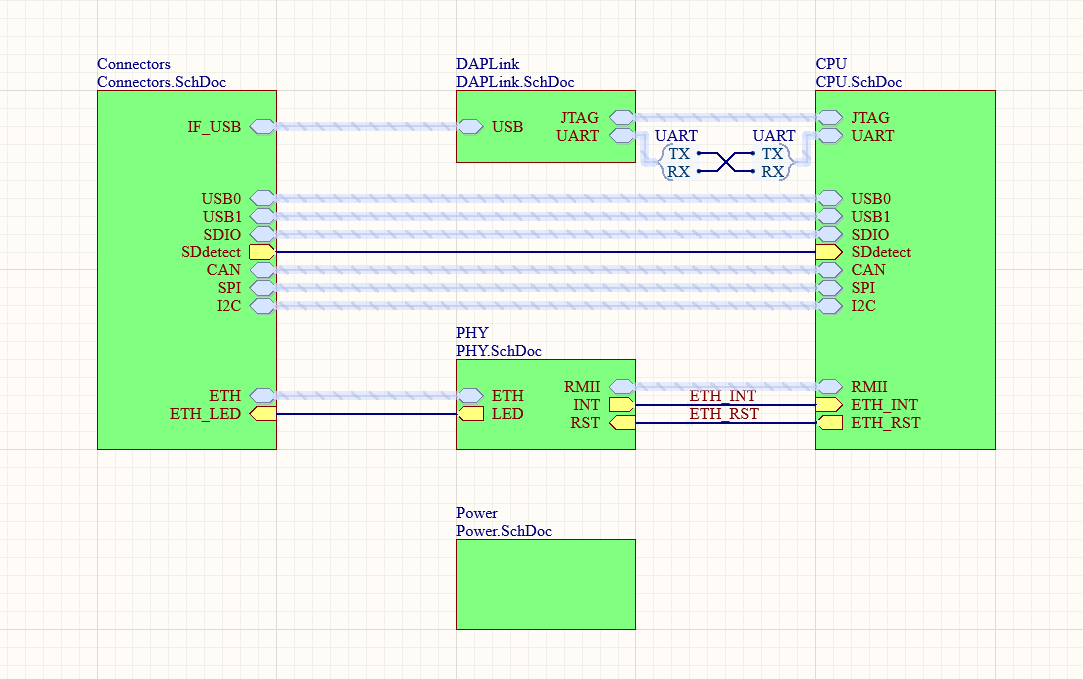 Connectors
Connectors.SchDoc
IF_USB
USB0
USB1
SDIO
SDdetect
CAN
SPI
I2C
ETH
ETH_LED
DAPLink
DAPLink.SchDoc
USB
JTAG
UART
UART
TX
RX
UART
TX
RX
CPU
CPU.SchDoc
JTAG
UART
USB0
USB1
SDIO
SDdetect
CAN
SPI
I2C
RMII
ETH_INT
ETH_RST
PHY
PHY.SchDoc
ETH
LED
RMII
INT
RST
ETH_INT
ETH_RST
Power
Power.SchDoc